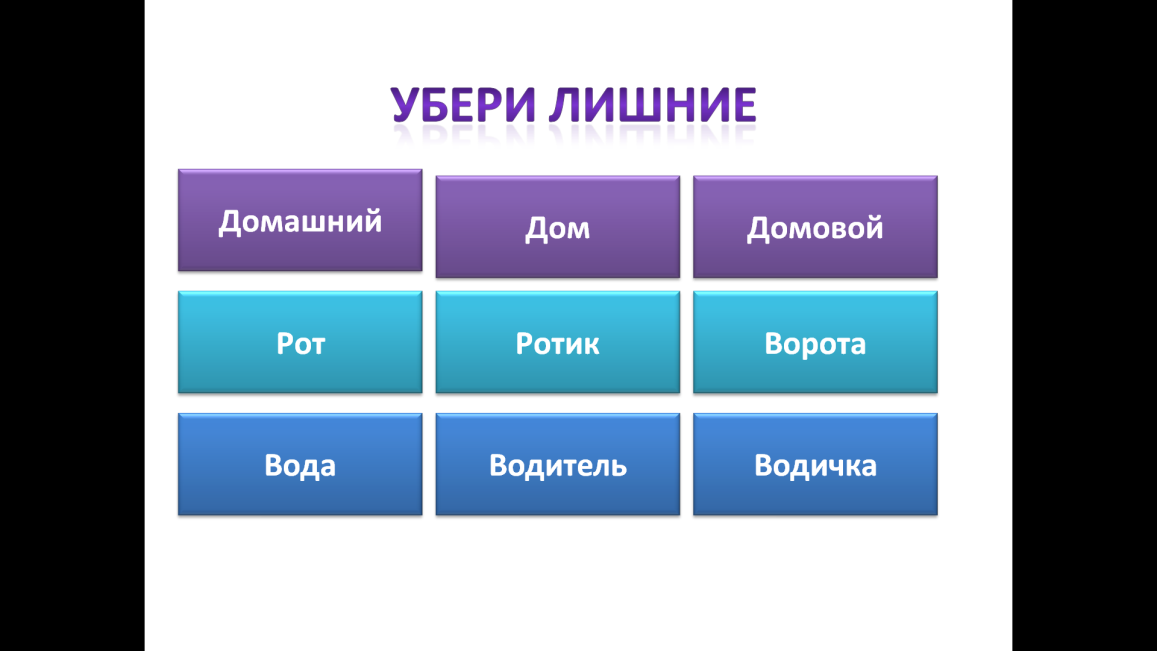 УБЕРИ ЛИШНИЕ
Домашний
Дом
Домовой
Рот
Ротик
Ворота
Вода
Водитель
Водичка